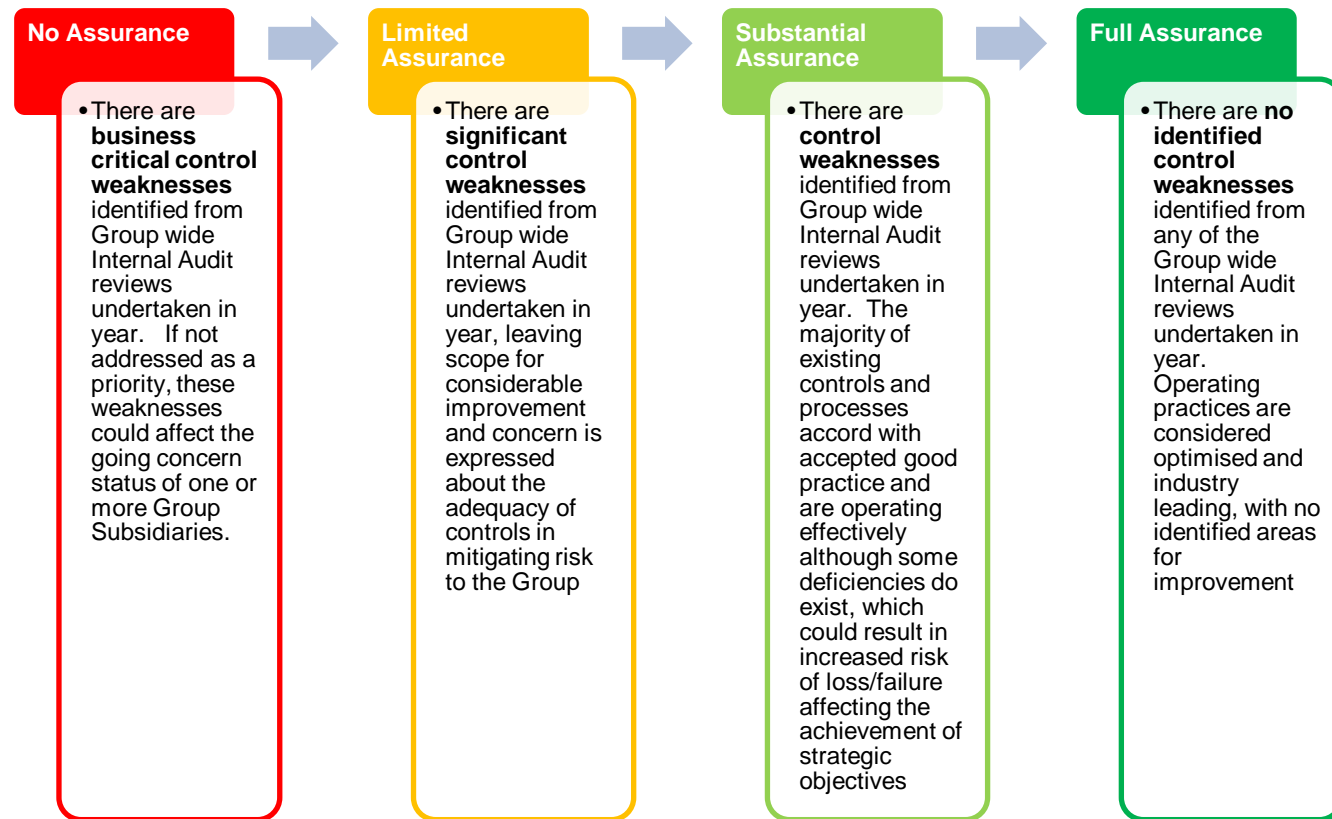 No Assurance
• There are
business
critical control
weaknesses
identified from
Group wide
Internal Audit
reviews
undertaken in
year.   If not
addressed as a
priority, these
weaknesses
could affect the
going concern
status of one or
more Group
Subsidiaries.
Limited
Assurance
• There are
significant
control
weaknesses
identified from
Group wide
Internal Audit
reviews
undertaken in
year, leaving
scope for
considerable
improvement
and concern is
expressed
about the
adequacy of
controls in
mitigating risk
to the Group
Substantial
Assurance
• There are
control
weaknesses
identified from
Group wide
Internal Audit
reviews
undertaken in
year.  The
majority of
existing
controls and
processes
accord with
accepted good
practice and
are operating
effectively
although some
deficiencies do
exist, which
could result in
increased risk
of loss/failure
affecting the
achievement of
strategic
objectives
Full Assurance
• There are no
identified
control
weaknesses
identified from
any of the
Group wide
Internal Audit
reviews
undertaken in
year.
Operating
practices are
considered
optimised and
industry
leading, with no
identified areas
for
improvement